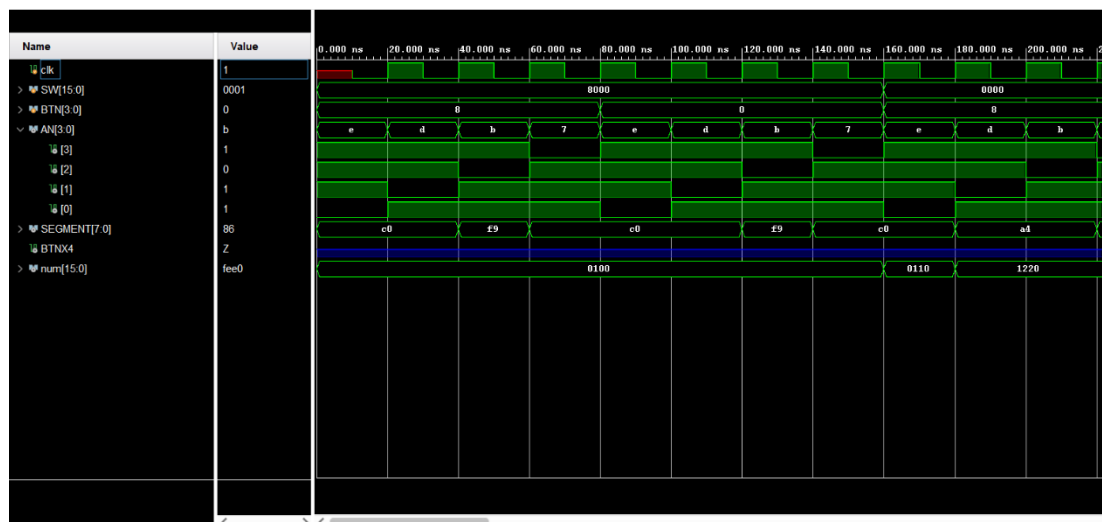 Name Value 0.000 ns 20.000 ns 40.000 ns 60.000 ns 80.000 ns 100.000 ns 120.000 ns 140.000 ns 160.000 ns 180.000 ns 200.000 ns
clk 1
SW[15:0] 0001 8000 0000
BTN[3:0] 0 8 0 8
AN[3:0] b e d b 7 e d b 7 e d b
[3] 1
[2] 0
[1] 1
[0] 1
SEGMENT[7:0] 86 c0 f9 c0 f9 c0 a4
BTNX4 Z
num[15:0] fee0 0100 0110 1220